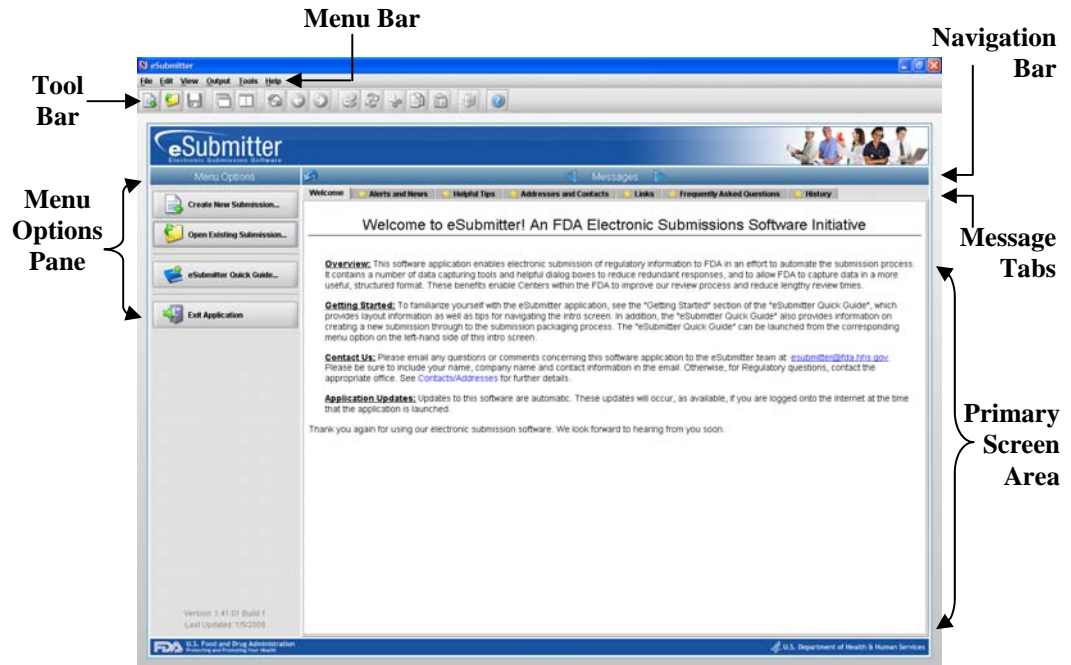 Menu Bar
Navigation
Bar
Tool
Bar
Menu
Options
Pane
Message
Tabs
Primary
Screen
Area
eSubmitter
File Edit View Output Tools Help
eSubmitter
Electronic Submission Software
Menu Options
Messages
Create New Submission...
Open Existing Submission...
eSubmitter Quick Guide...
Exit Application
Welcome Alerts and News Helpful Tips Addresses and Contacts Links Frequently Asked Questions History
Welcome to eSubmitter! An FDA Electronic Submissions Software Initiative
Overview: This software application enables electronic submission of regulatory information to FDA in an effort to automate the submission process.
It contains a number of data capturing tools and helpful dialog boxes to reduce redundant responses, and to allow FDA to capture data in a more
useful, structured format. These benefits enable Centers within the FDA to improve our review process and reduce lengthy review times.
Getting Started: To familiarize yourself with the eSubmitter application, see the "Getting Started" section of the "eSubmitter Quick Guide", which
provides layout information as well as tips for navigating the intro screen. In addition, the "eSubmitter Quick Guide" also provides information on
creating a new submission through to the submission packaging process. The "eSubmitter Quick Guide" can be launched from the corresponding
menu option on the left-hand side of this intro screen.
Contact Us: Please email any questions or comments concerning this software application to the eSubmitter team at: esubmitter@fda.hhs.gov.
Please be sure to include your name, company name and contact information in the email. Otherwise, for Regulatory questions, contact the
appropriate office. See Contacts/Addresses for further details.
Application Updates: Updates to this software are automatic. These updates will occur, as available, if you are logged onto the Internet at the time
that the application is launched.
Thank you again for using our electronic submission software. We look forward to hearing from you soon.
Version: 1.41.01 Build 1
Last Updated: 1/5/2009
FDA U.S. Food and Drug Administration
Protecting and Promoting Your Health
U.S. Department of Health & Human Services